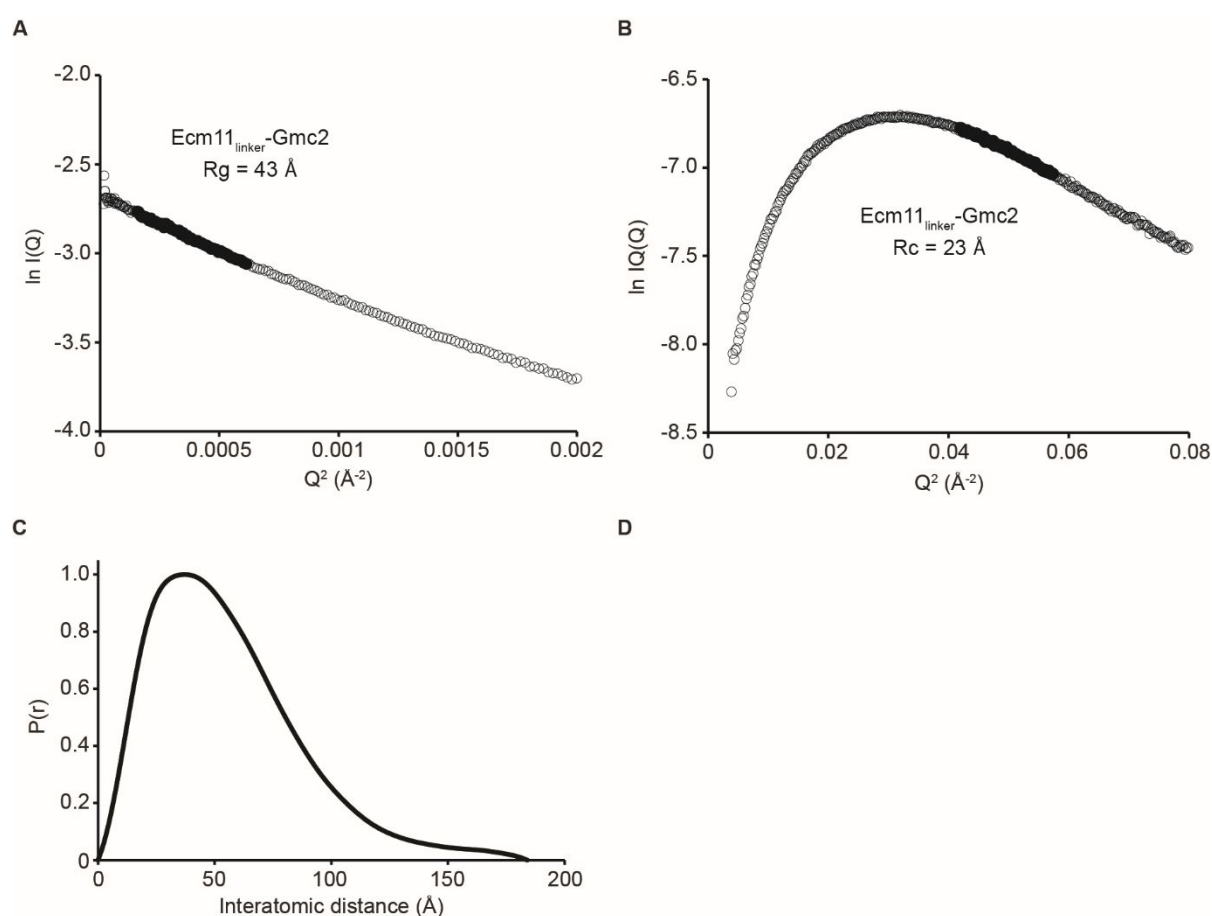 A
-2.0
-2.5
-3.0
-3.5
-4.0
ln I(Q)
Ecm11linker-Gmc2
Rg = 43 Å
0
0.0005
0.001
0.0015
0.002
Q² (Å⁻²)
B
-6.5
-7.0
-7.5
-8.0
-8.5
ln IQ(Q)
Ecm11linker-Gmc2
Rc = 23 Å
0
0.02
0.04
0.06
0.08
Q² (Å⁻²)
C
1.0
0.8
0.6
0.4
0.2
0
P(r)
0
50
100
150
200
Interatomic distance (Å)
D